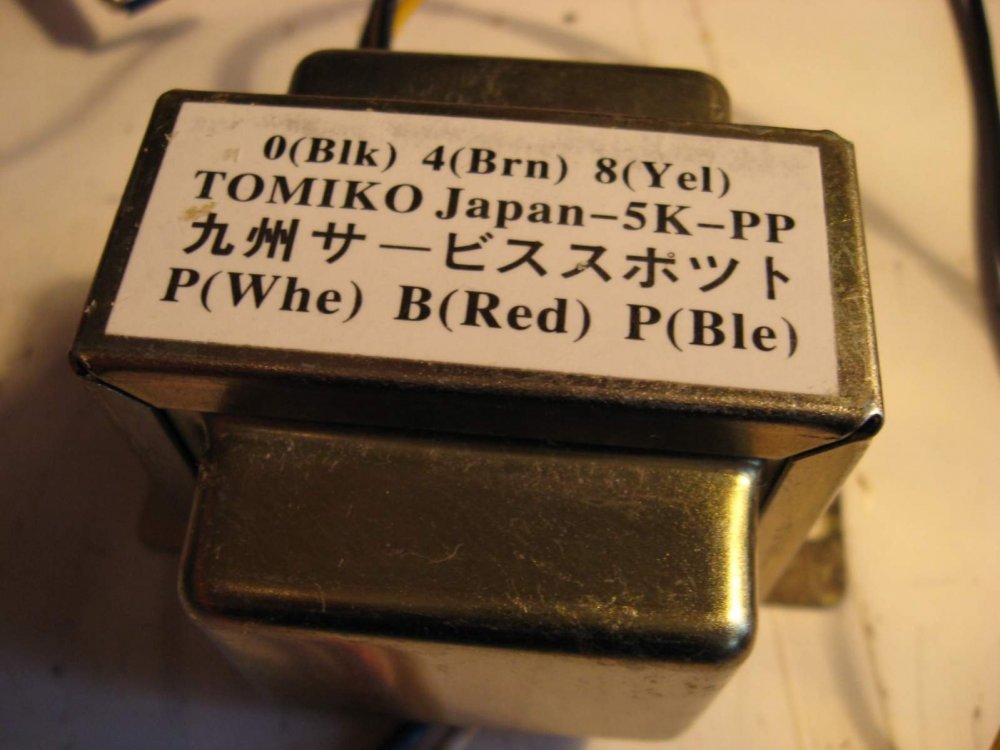 0(Blk) 4(Brn) 8(Yel)
TOMIKO Japan-5K-PP
九州サービススポット
P(Whe) B(Red) P(Ble)